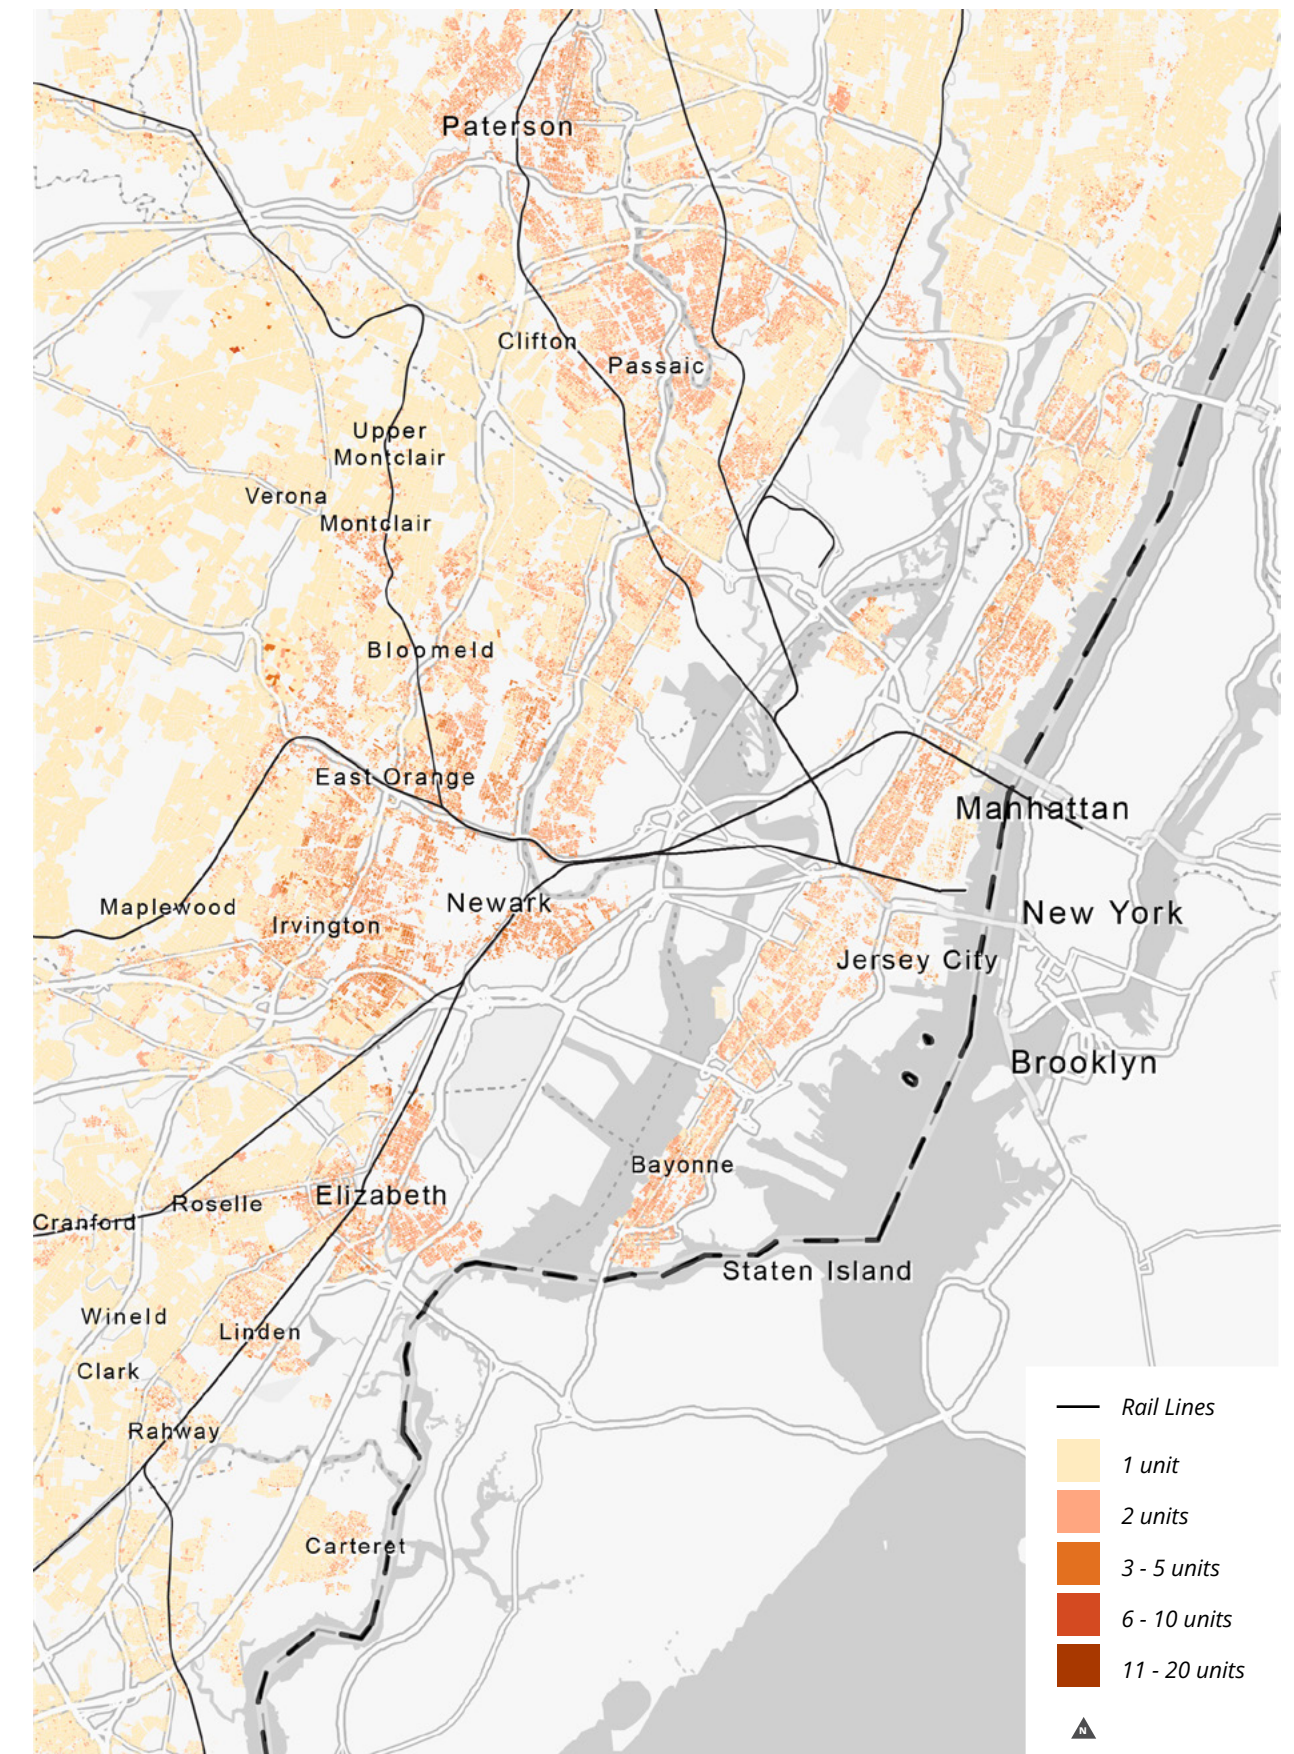 Paterson
Clifton
Passaic
Upper
Montclair
Verona
Montclair
Bloomeld
East Orange
Manhattan
Maplewood
Newark
Irvington
New York
Jersey City
Brooklyn
Bayonne
Elizabeth
Roselle
Cranford
Staten Island
Wineld
Linden
Clark
Rahway
Carteret
Rail Lines
1 unit
2 units
3 - 5 units
6 - 10 units
11 - 20 units
N